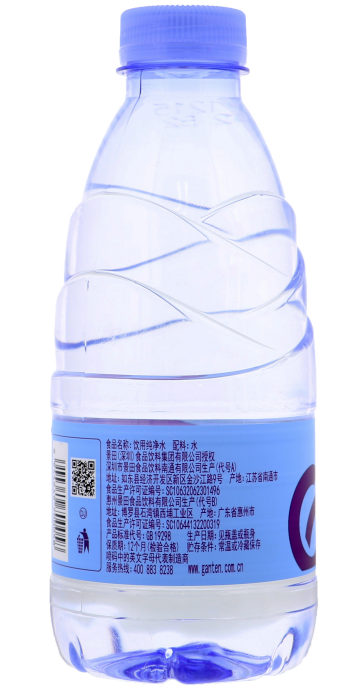 食品名称: 饮用纯净水 配料: 水
景田(深圳)食品饮料集团有限公司授权
深圳市景田食品饮料南通有限公司生产(代号A)
地址: 如东县经济开发区新区金沙江路9号 产地: 江苏省南通市
食品生产许可证编号: SC10632062301496
惠州景田食品饮料有限公司生产(代号B)
地址: 博罗县石湾镇西埔工业区 产地: 广东省惠州市
食品生产许可证编号: SC10644132200319
产品标准代号: GB 19298 生产日期: 见瓶盖或瓶身
保质期: 12个月(检验合格) 贮存条件: 常温或冷藏保存
喷码中的英文字母代表制造商
服务热线: 400 883 8238 www.ganten.com.cn